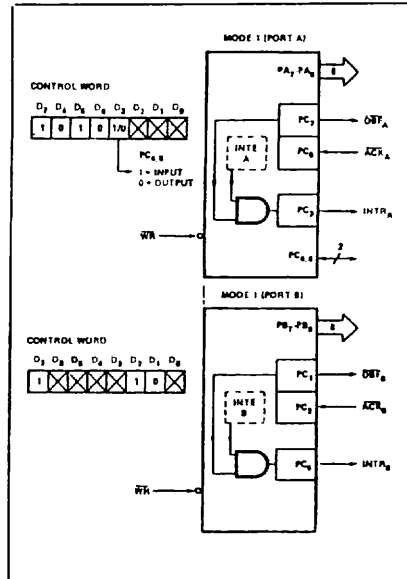 MODE 1 (PORT A)
PA7-PA0
8
CONTROL WORD
D7 D6 D5 D4 D3 D2 D1 D0
1 0 1 0 1/0
PC4,5
1 = INPUT
0 = OUTPUT
INTE
A
PC7
OBFA
PC6
ACKA
PC3
INTRA
WR
PC4,5
2
MODE 1 (PORT B)
PB7-PB0
8
CONTROL WORD
D7 D6 D5 D4 D3 D2 D1 D0
1 1 0
INTE
B
PC1
OBFB
PC2
ACKB
PC0
INTRB
WR